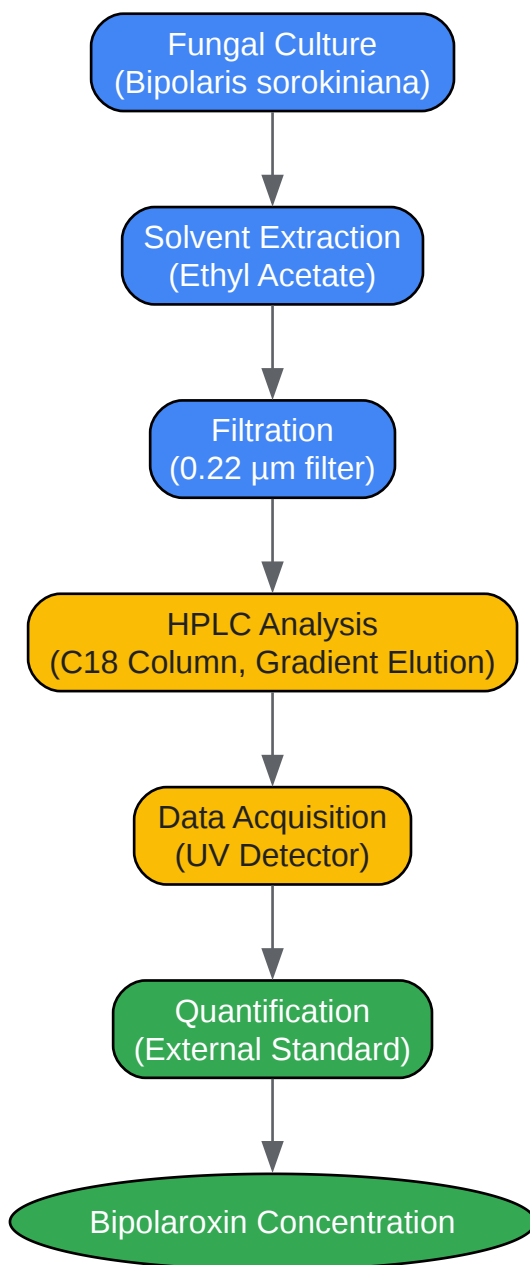 Fungal Culture
(Bipolaris sorokiniana)
Solvent Extraction
(Ethyl Acetate)
Filtration
(0.22 µm filter)
HPLC Analysis
(C18 Column, Gradient Elution)
Data Acquisition
(UV Detector)
Quantification
(External Standard)
Bipolaroxin Concentration